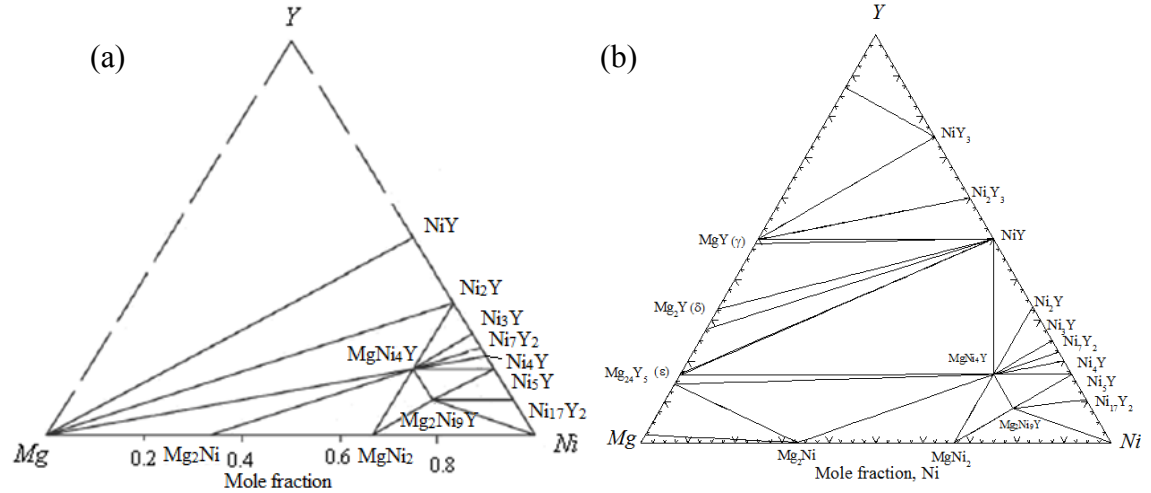 (a)
Y
NiY
Ni2Y
Ni3Y
Ni7Y2
MgNi4Y
Ni4Y
Ni5Y
Mg2Ni9Y
Ni17Y2
Mg
0.2
Mg2Ni
0.4
0.6
MgNi2
0.8
Ni
Mole fraction
(b)
Y
NiY3
Ni2Y3
MgY (γ)
NiY
Mg2Y (δ)
Ni2Y
Ni3Y
Ni7Y2
MgNi4Y
Ni4Y
Mg24Y5 (ε)
Ni5Y
Ni17Y2
Mg2Ni9Y
Mg
Mg2Ni
MgNi2
Ni
Mole fraction, Ni